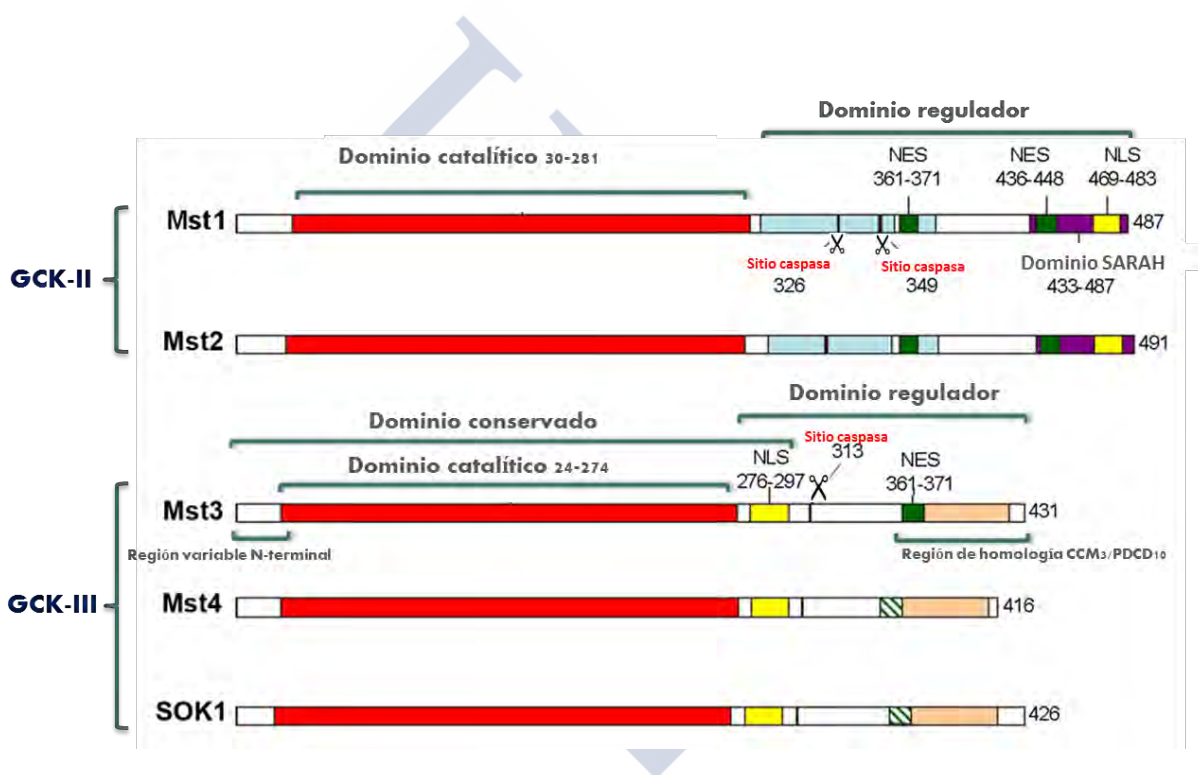 Dominio regulador
Dominio catalítico 30-281
NES
361-371
NES
436-448
NLS
469-483
Mst1
487
Sitio caspasa
326
Sitio caspasa
349
Dominio SARAH
433-487
GCK-II
Mst2
491
Dominio regulador
Dominio conservado
Sitio caspasa
313
Dominio catalítico 24-274
NLS
276-297
NES
361-371
Mst3
431
Región variable N-terminal
Región de homología CCM3/PDCD10
GCK-III
Mst4
416
SOK1
426